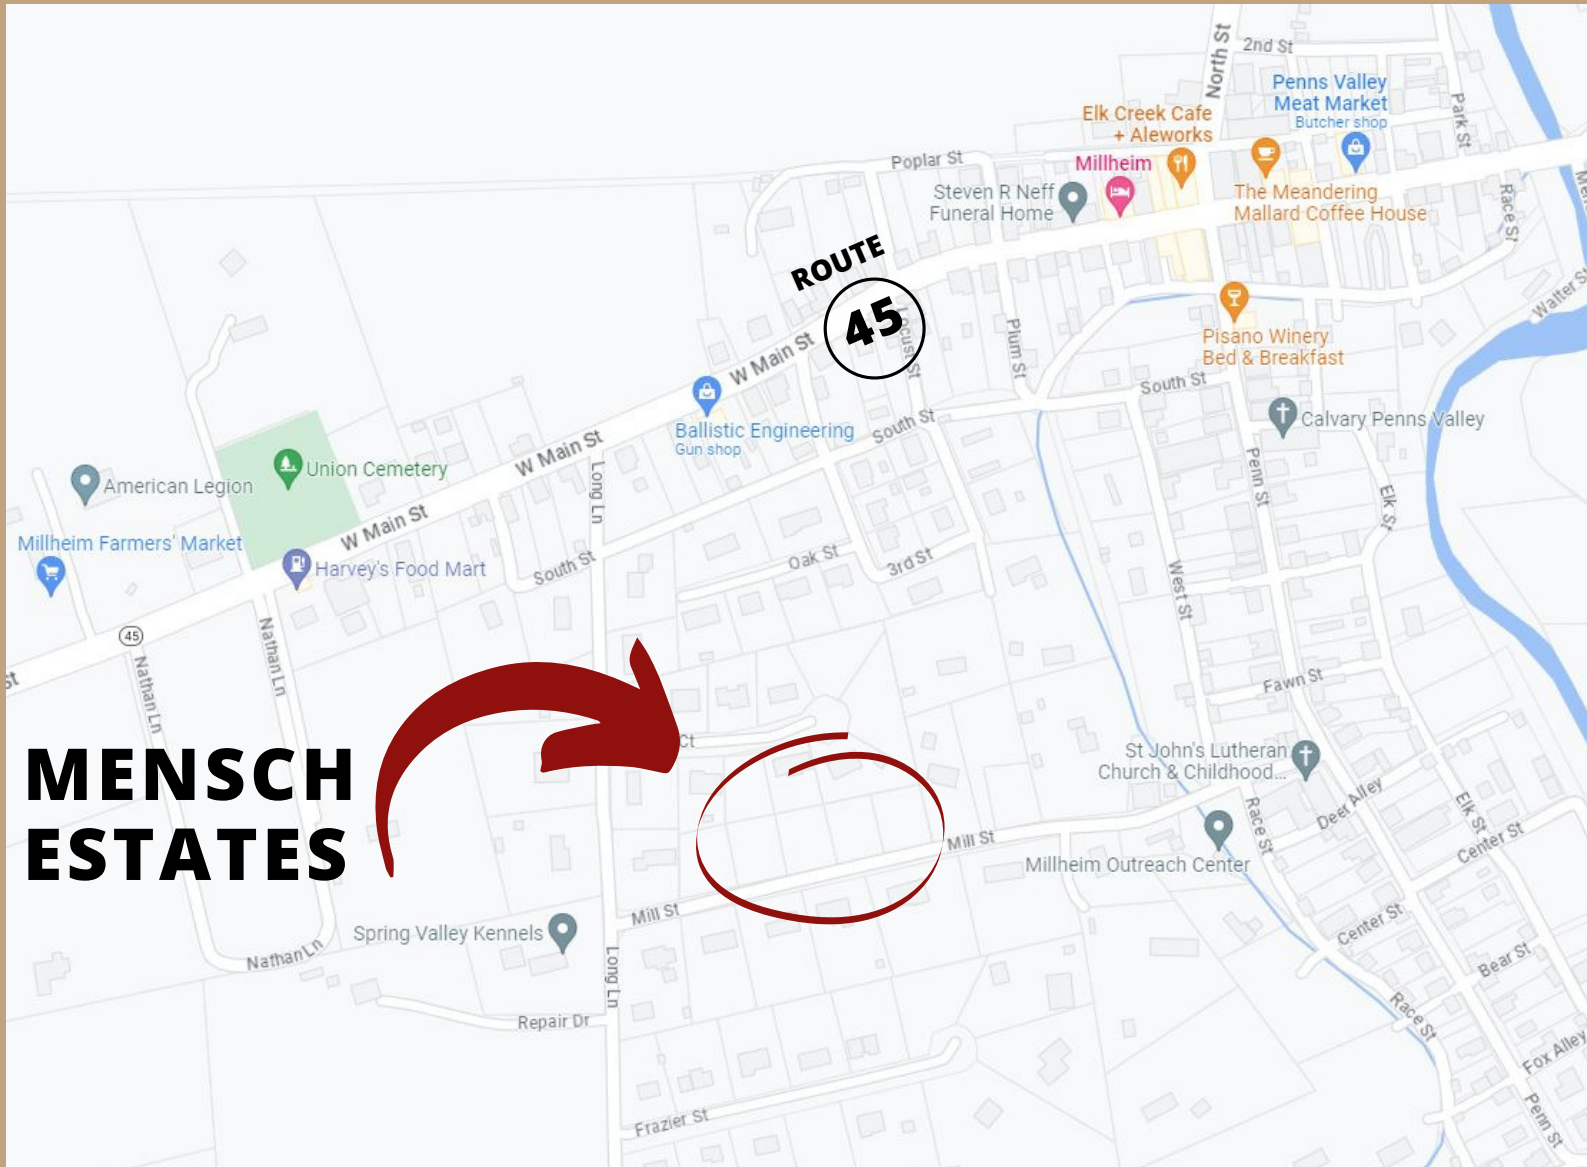 North St
2nd St
Penns Valley
Meat Market
Butcher shop
Park St
Elk Creek Cafe
+ Aleworks
Poplar St
Millheim
Steven R Neff
Funeral Home
The Meandering
Mallard Coffee House
Race St
ROUTE
45
Locust St
Plum St
Walter St
Pisano Winery
Bed & Breakfast
W Main St
South St
Ballistic Engineering
Gun shop
South St
Calvary Penns Valley
W Main St
Union Cemetery
American Legion
Long Ln
Penn St
Elk St
W Main St
Millheim Farmers' Market
Harvey's Food Mart
South St
Oak St
3rd St
West St
45
Nathan Ln
Nathan Ln
St
Fawn St
MENSCH
ESTATES
Ct
St John's Lutheran
Church & Childhood...
Deer Alley
Race St
Elk St
Center St
Mill St
Millheim Outreach Center
Mill St
Spring Valley Kennels
Nathan Ln
Long Ln
Center St
Bear St
Repair Dr
Race St
Fox Alley
Frazier St
Penn St